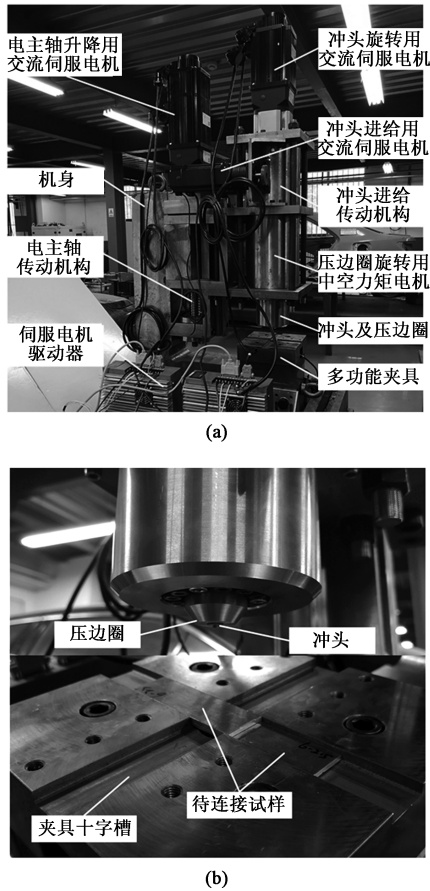 电主轴升降用
交流伺服电机
冲头旋转用
交流伺服电机
冲头进给用
交流伺服电机
机身
冲头进给
传动机构
电主轴
传动机构
压边圈旋转用
中空力矩电机
伺服电机
驱动器
冲头及压边圈
多功能夹具
(a)
压边圈
冲头
待连接试样
夹具十字槽
(b)